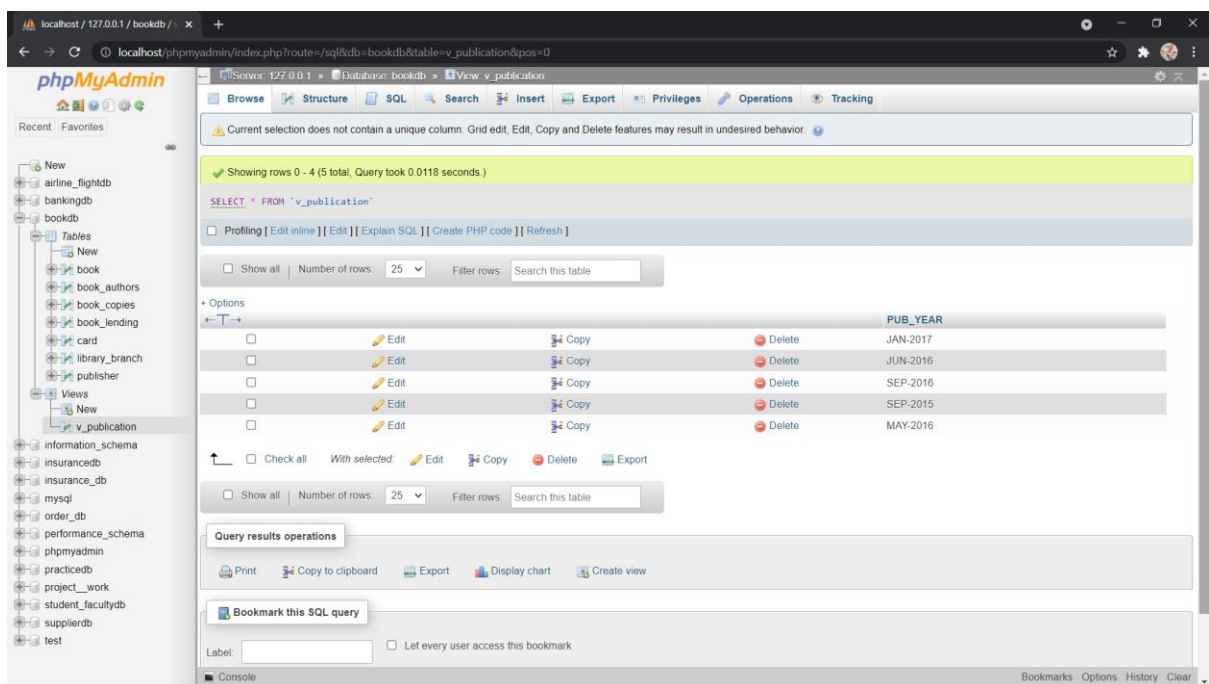 localhost / 127.0.0.1 / bookdb / v
localhost/phpmyadmin/index.php?route=/sql&db=bookdb&table=v_publication&pos=0
phpMyAdmin
Recent Favorites
New
airline_flightdb
bankingdb
bookdb
Tables
New
book
book_authors
book_copies
book_lending
card
library_branch
publisher
Views
New
v_publication
information_schema
insurancedb
insurance_db
mysql
order_db
performance_schema
phpmyadmin
practicedb
project__work
student_facultydb
supplierdb
test
Server: 127.0.0.1 » Database: bookdb » View: v_publication
Browse Structure SQL Search Insert Export Privileges Operations Tracking
Current selection does not contain a unique column. Grid edit, Edit, Copy and Delete features may result in undesired behavior.
Showing rows 0 - 4 (5 total, Query took 0.0118 seconds.)
SELECT * FROM `v_publication`
Profiling [ Edit inline ] [ Edit ] [ Explain SQL ] [ Create PHP code ] [ Refresh ]
Show all | Number of rows: 25 Filter rows: Search this table
+ Options
←T→ PUB_YEAR
Edit Copy Delete JAN-2017
Edit Copy Delete JUN-2016
Edit Copy Delete SEP-2016
Edit Copy Delete SEP-2015
Edit Copy Delete MAY-2016
Check all With selected: Edit Copy Delete Export
Show all | Number of rows: 25 Filter rows: Search this table
Query results operations
Print Copy to clipboard Export Display chart Create view
Bookmark this SQL query
Label: Let every user access this bookmark
Console Bookmarks Options History Clear